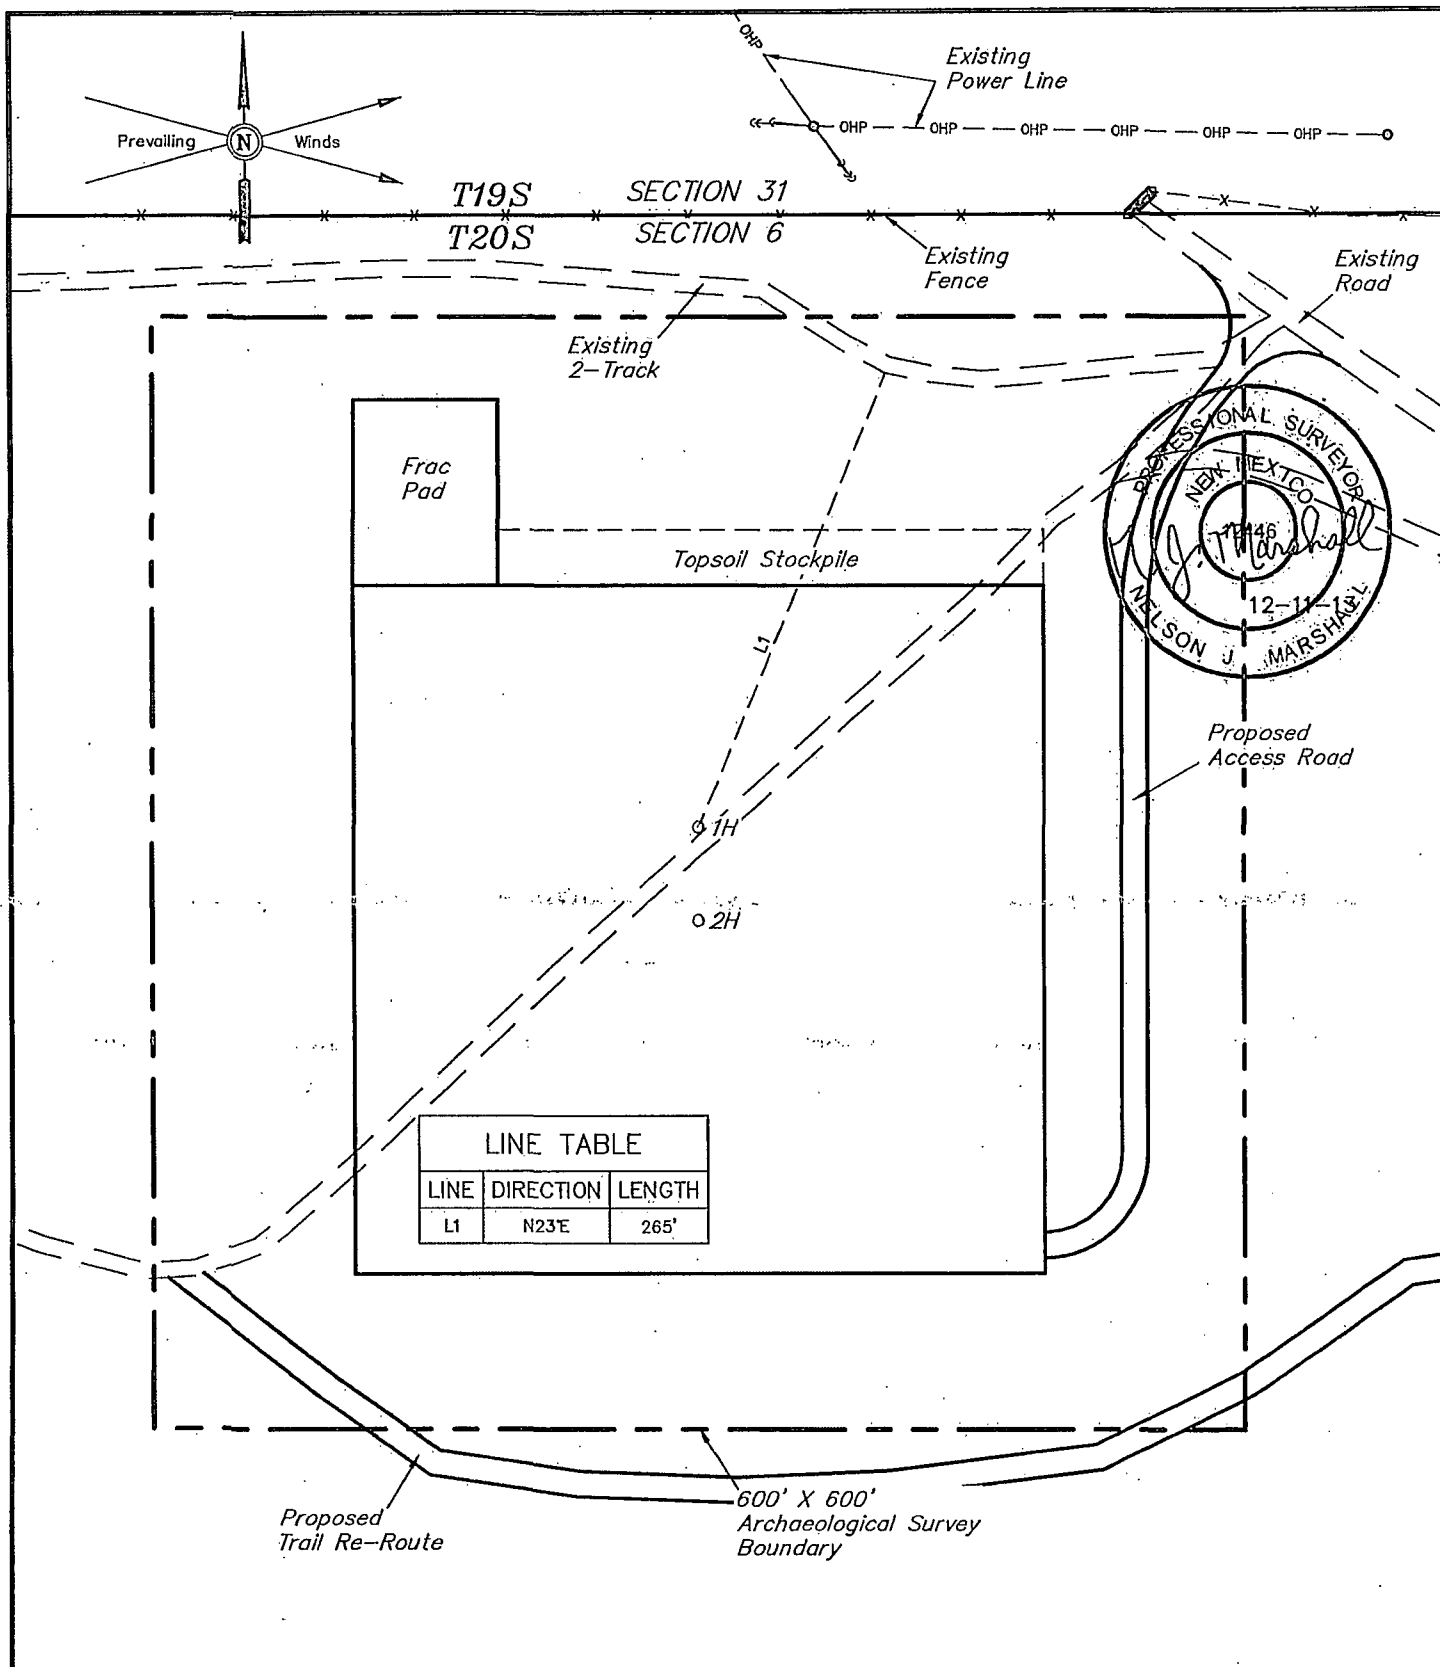 OHP
Existing
Power Line
OHP OHP OHP OHP OHP OHP
Prevailing N Winds
T19S SECTION 31
T20S SECTION 6
Existing
Fence
Existing
Road
Existing
2-Track
Frac
Pad
Topsoil Stockpile
PROFESSIONAL SURVEYOR
NEW MEXICO
J. Marshall
NELSON J. MARSHALL
L1
Proposed
Access Road
1H
2H
LINE TABLE
LINE DIRECTION LENGTH
L1 N23°E 265'
Proposed
Trail Re-Route
600' X 600'
Archaeological Survey
Boundary